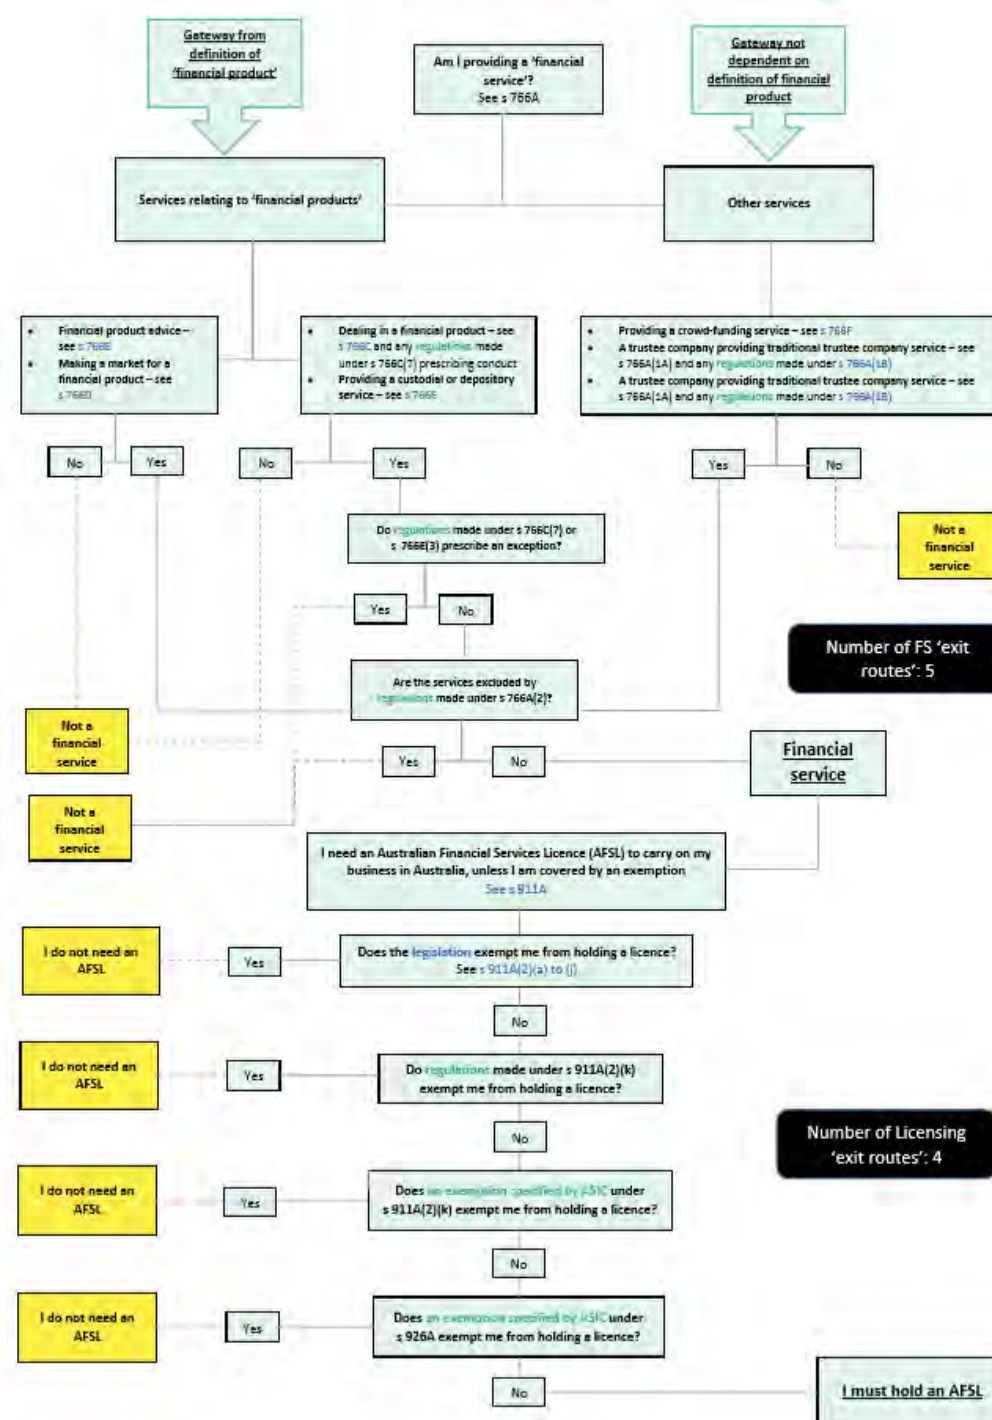 Gateway from
definition of
'financial product'
Am I providing a 'financial
service'?
See s 766A
Gateway not
dependent on
definition of financial
product
Services relating to 'financial products'
Other services
Financial product advice – see s 766B
Making a market for a
financial product – see
s 766D
Dealing in a financial product – see
s 766C and any regulations made
under s 766C(7) prescribing conduct
Providing a custodial or depository
service – see s 766E
Providing a crowd-funding service – see s 766F
A trustee company providing traditional trustee company service – see
s 766A(1A) and any regulations made under s 766A(1B)
A trustee company providing traditional trustee company service – see
s 766A(1A) and any regulations made under s 766A(1B)
No
Yes
No
Yes
Yes
No
Do regulations made under s 766C(7) or
s 766E(3) prescribe an exception?
Not a
financial
service
Yes
No
Number of FS 'exit
routes': 5
Are the services excluded by
regulations made under s 766A(2)?
Not a
financial
service
Yes
No
Financial
service
Not a
financial
service
I need an Australian Financial Services Licence (AFSL) to carry on my
business in Australia, unless I am covered by an exemption
See s 911A
I do not need an
AFSL
Yes
Does the legislation exempt me from holding a licence?
See s 911A(2)(a) to (j)
No
I do not need an
AFSL
Yes
Do regulations made under s 911A(2)(k)
exempt me from holding a licence?
No
Number of Licensing
'exit routes': 4
I do not need an
AFSL
Yes
Does an exemption specified by ASIC under
s 911A(2)(k) exempt me from holding a licence?
No
I do not need an
AFSL
Yes
Does an exemption specified by ASIC under
s 926A exempt me from holding a licence?
No
I must hold an AFSL